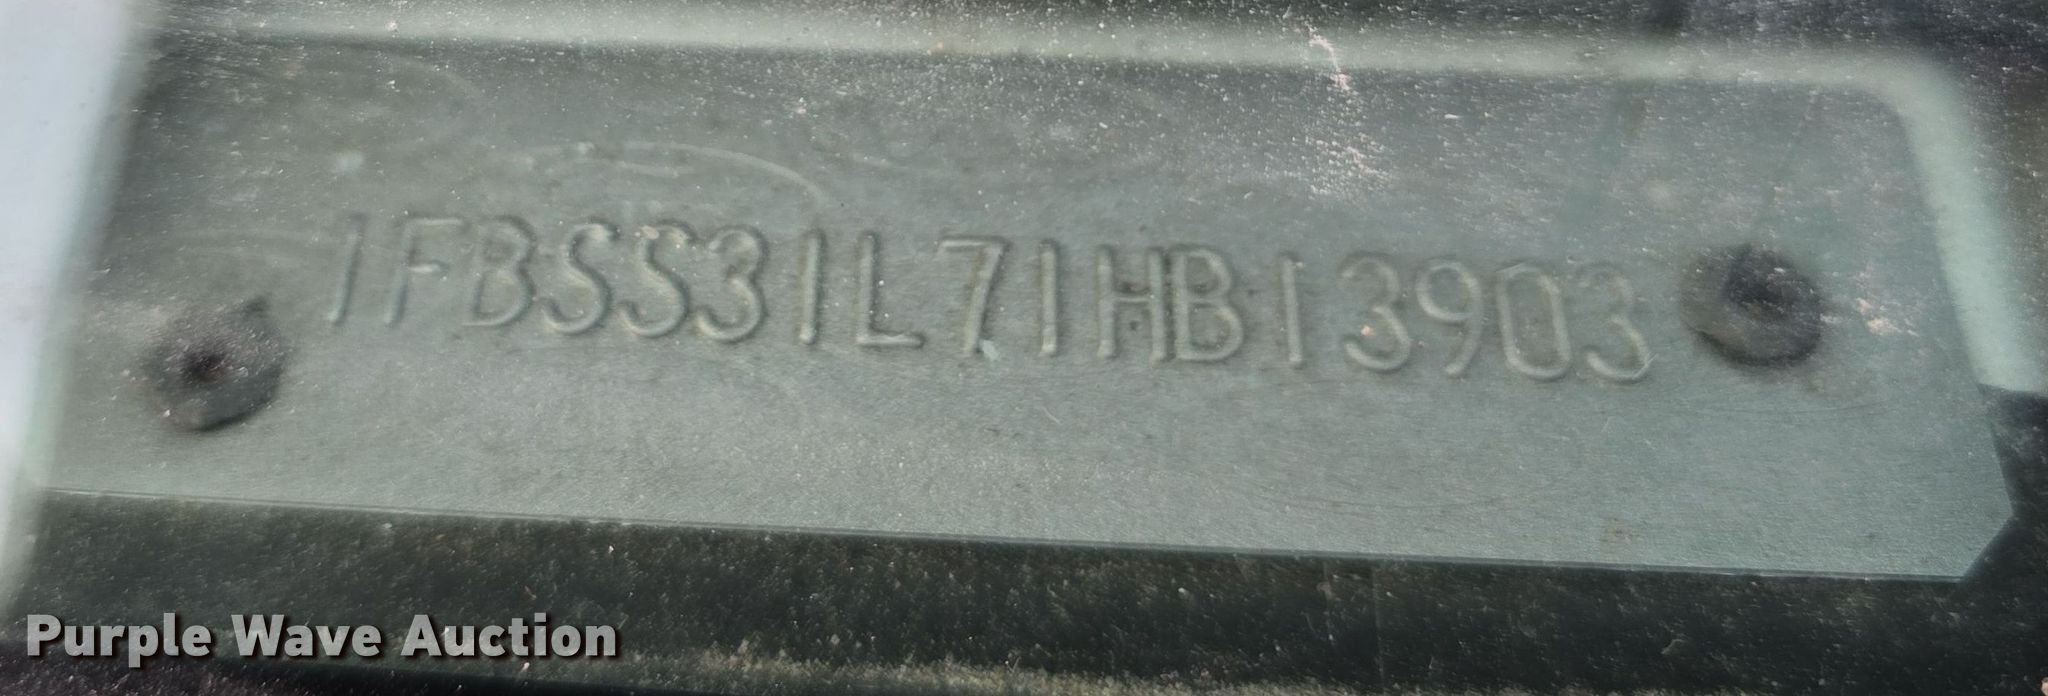 1FBSS31L71HB13903
Purple Wave Auction